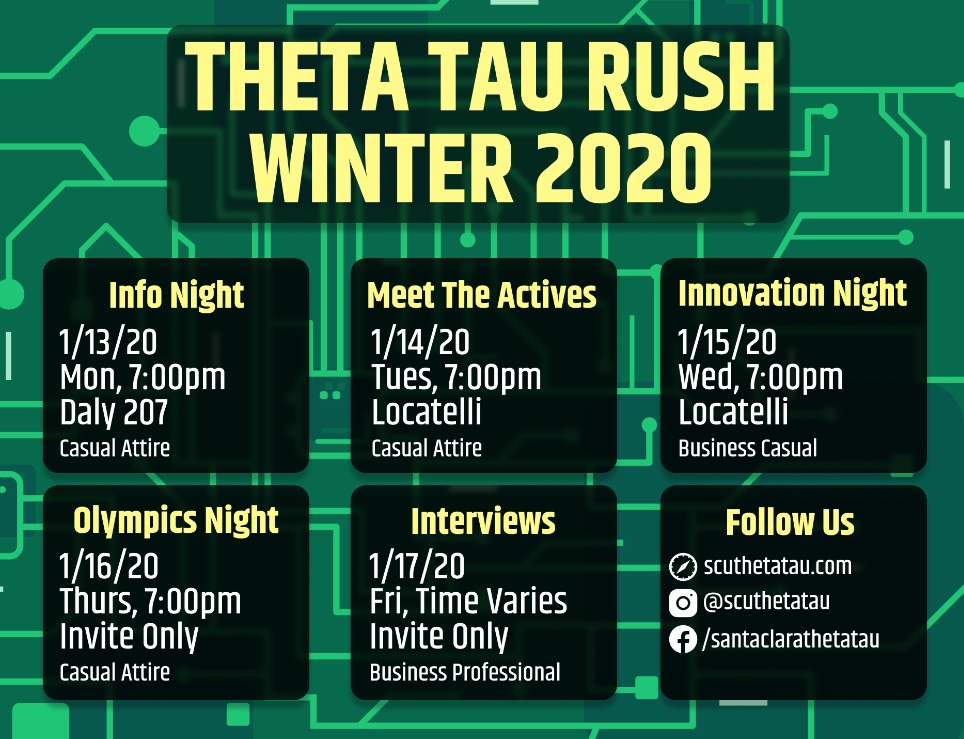 THETA TAU RUSH
WINTER 2020
Info Night
1/13/20
Mon, 7:00pm
Daly 207
Casual Attire
Meet The Actives
1/14/20
Tues, 7:00pm
Locatelli
Casual Attire
Innovation Night
1/15/20
Wed, 7:00pm
Locatelli
Business Casual
Olympics Night
1/16/20
Thurs, 7:00pm
Invite Only
Casual Attire
Interviews
1/17/20
Fri, Time Varies
Invite Only
Business Professional
Follow Us
scuthetatau.com
@scuthetatau
/santaclarathetatau